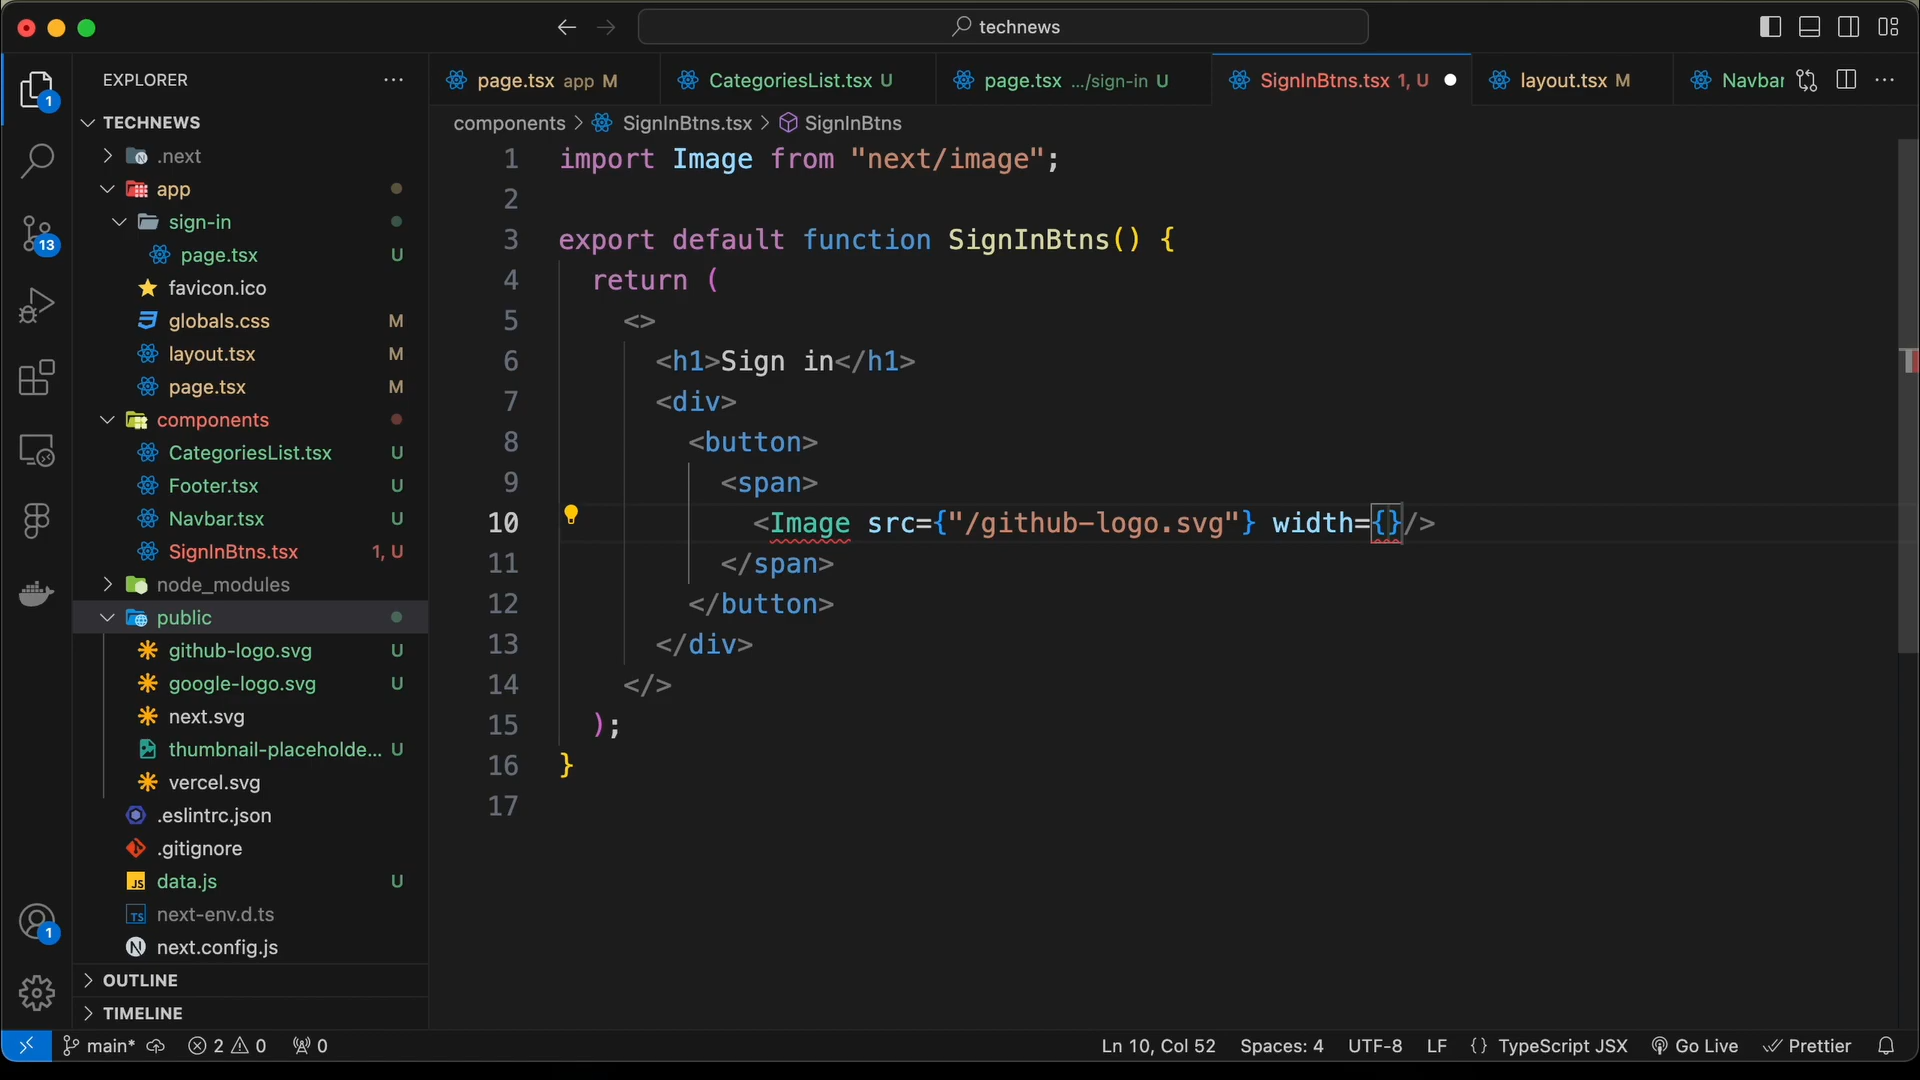 technews
EXPLORER
TECHNEWS
.next
app
sign-in
page.tsx U
favicon.ico
globals.css M
layout.tsx M
page.tsx M
components
CategoriesList.tsx U
Footer.tsx U
Navbar.tsx U
SignInBtns.tsx 1, U
node_modules
public
github-logo.svg U
google-logo.svg U
next.svg
thumbnail-placeholde... U
vercel.svg
.eslintrc.json
.gitignore
data.js U
next-env.d.ts
next.config.js
OUTLINE
TIMELINE
1
13
1
page.tsx app M
CategoriesList.tsx U
page.tsx .../sign-in U
SignInBtns.tsx 1, U
layout.tsx M
Navbar
components > SignInBtns.tsx > SignInBtns
1 import Image from "next/image";
2
3 export default function SignInBtns() {
4 return (
5 <>
6 <h1>Sign in</h1>
7 <div>
8 <button>
9 <span>
10 <Image src={"/github-logo.svg"} width={}/>
11 </span>
12 </button>
13 </div>
14 </>
15 );
16 }
17
main* 2 0 0
Ln 10, Col 52 Spaces: 4 UTF-8 LF {} TypeScript JSX Go Live Prettier